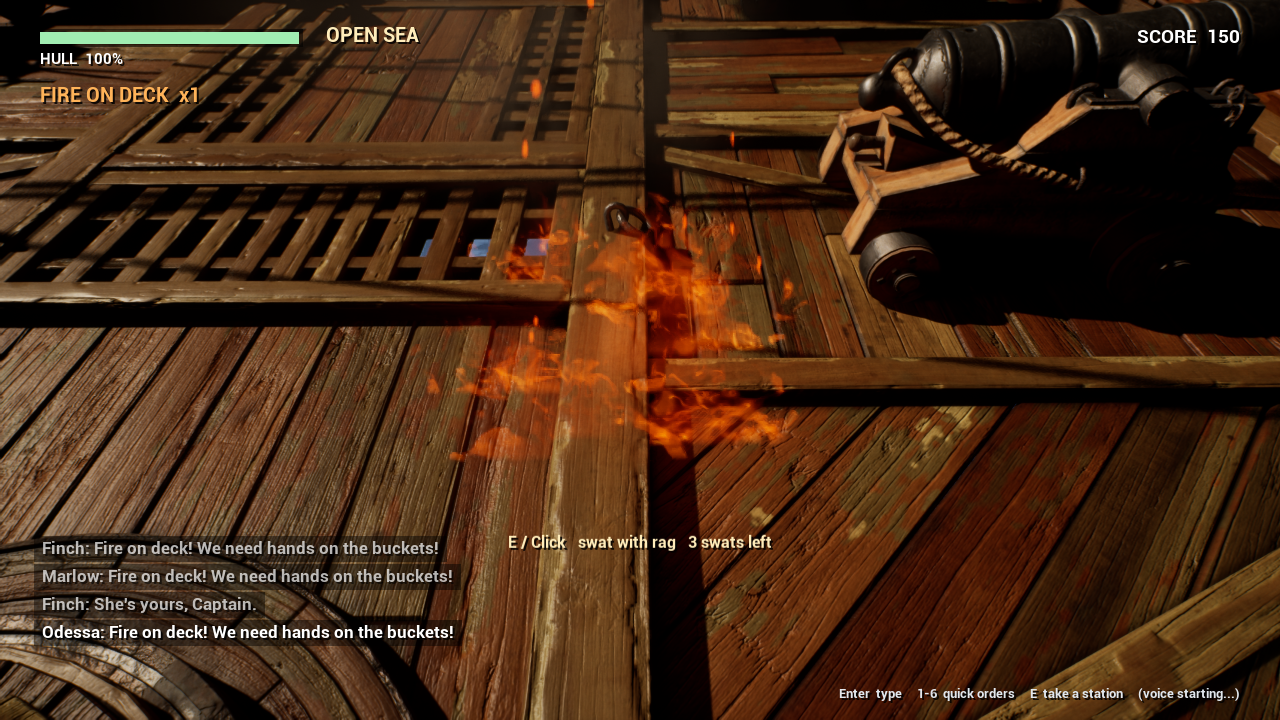 OPEN SEA
SCORE 150
HULL 100%
FIRE ON DECK x1
E / Click swat with rag 3 swats left
Finch: Fire on deck! We need hands on the buckets!
Marlow: Fire on deck! We need hands on the buckets!
Finch: She's yours, Captain.
Odessa: Fire on deck! We need hands on the buckets!
Enter type 1-6 quick orders E take a station (voice starting...)